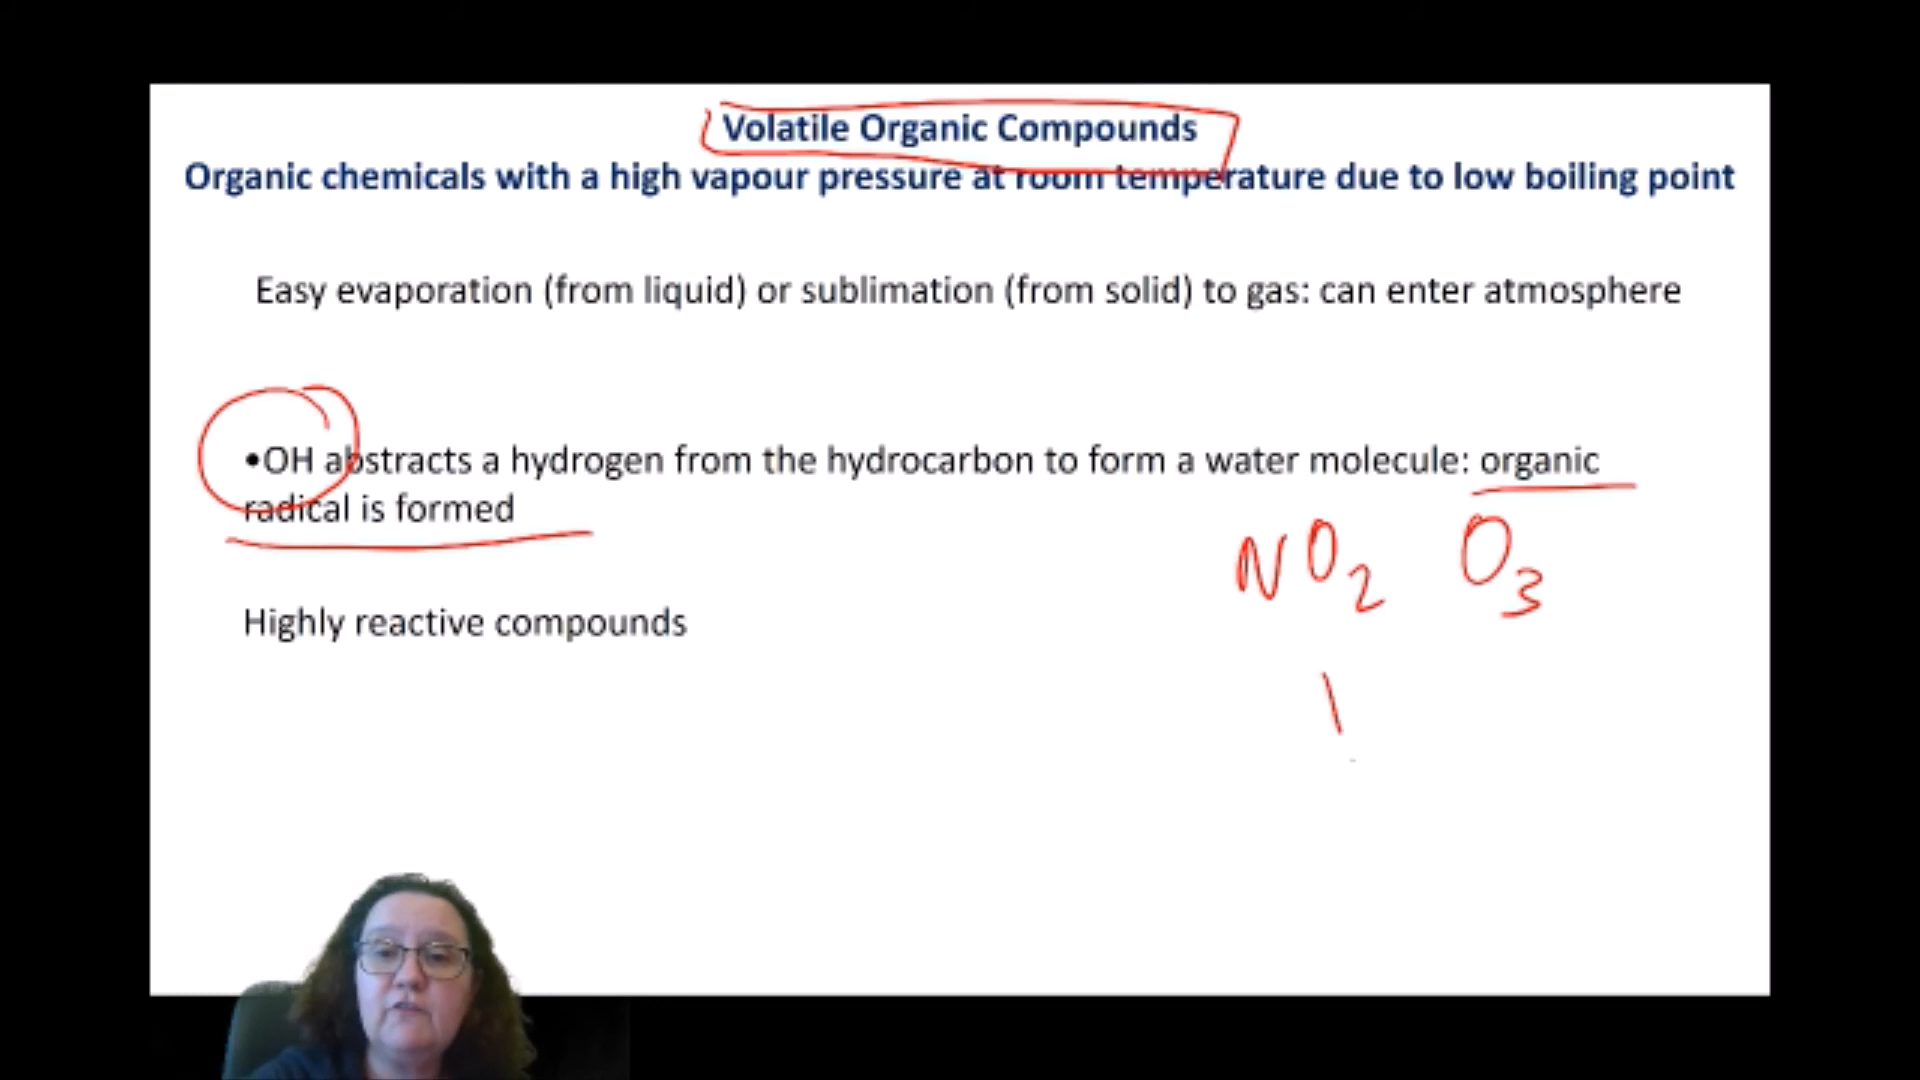 Volatile Organic Compounds
Organic chemicals with a high vapour pressure at room temperature due to low boiling point
Easy evaporation (from liquid) or sublimation (from solid) to gas: can enter atmosphere
•OH abstracts a hydrogen from the hydrocarbon to form a water molecule: organic
radical is formed
NO₂ O₃
Highly reactive compounds